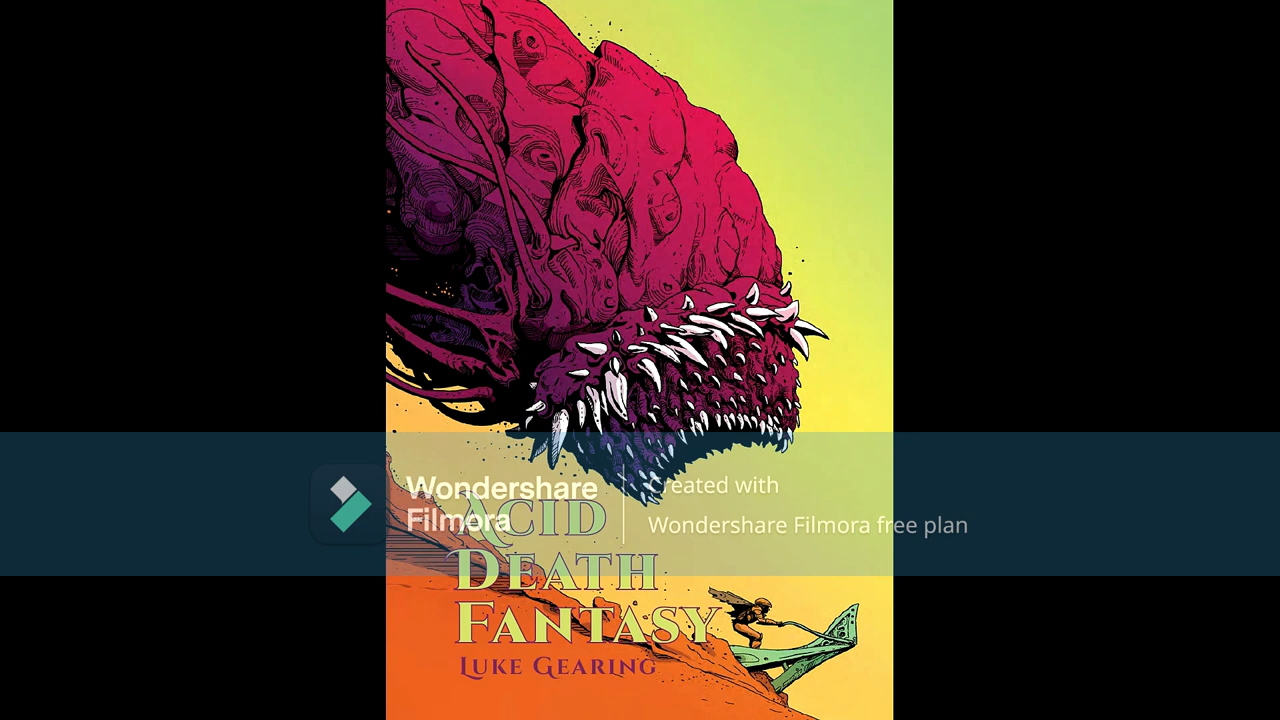 Wondershare
Filmora
Created with
Wondershare Filmora free plan
ACID
DEATH
FANTASY
LUKE GEARING